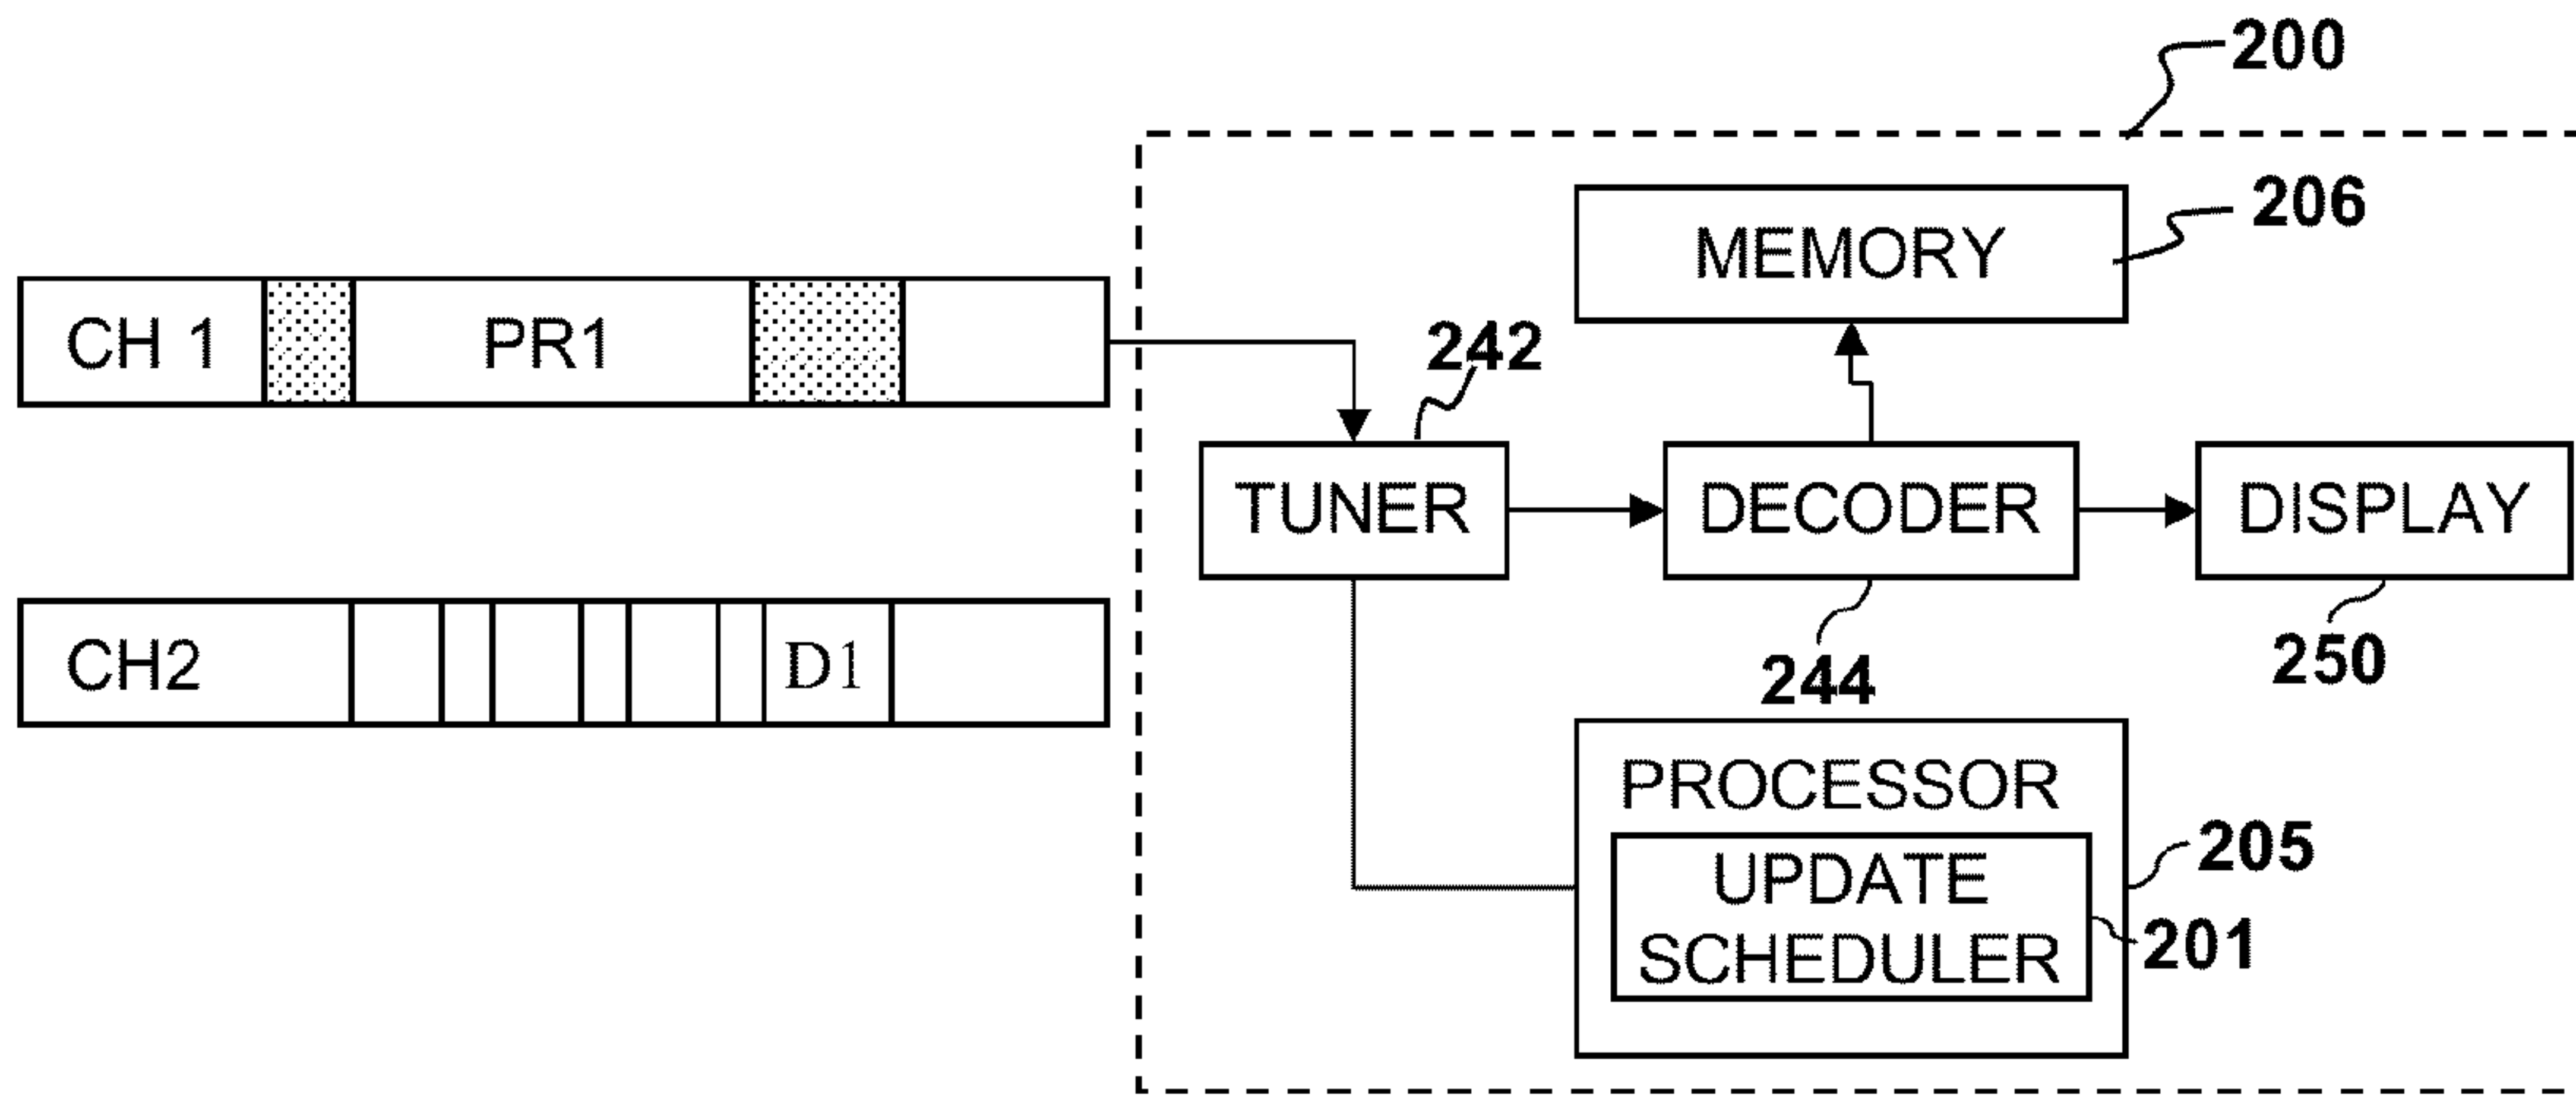 200
MEMORY
206
CH 1
PR1
242
TUNER
DECODER
DISPLAY
CH2
D1
244
250
PROCESSOR
UPDATE
SCHEDULER
205
201